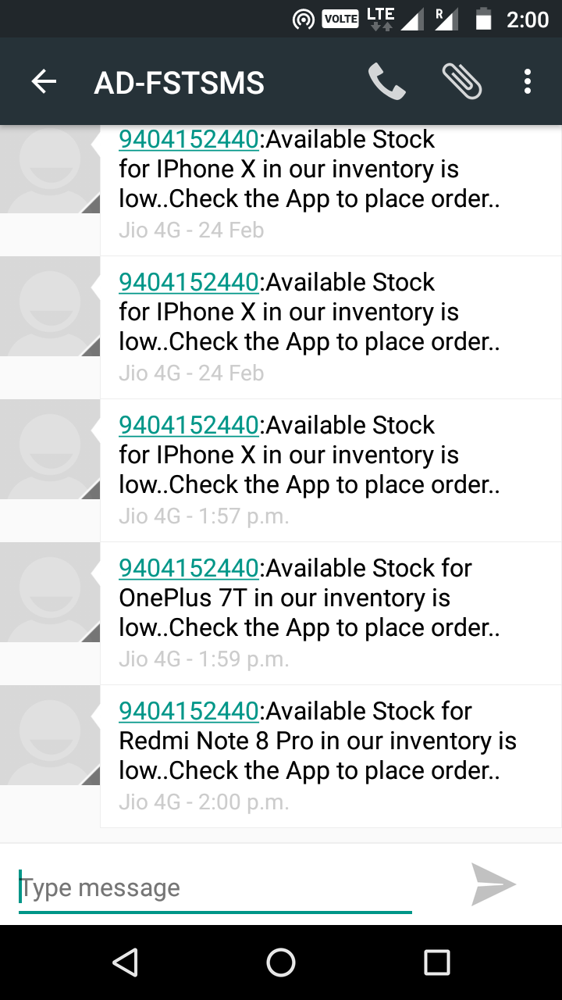 VOLTE LTE R 2:00
AD-FSTSMS
9404152440:Available Stock
for IPhone X in our inventory is
low..Check the App to place order..
Jio 4G - 24 Feb
9404152440:Available Stock
for IPhone X in our inventory is
low..Check the App to place order..
Jio 4G - 24 Feb
9404152440:Available Stock
for IPhone X in our inventory is
low..Check the App to place order..
Jio 4G - 1:57 p.m.
9404152440:Available Stock for
OnePlus 7T in our inventory is
low..Check the App to place order..
Jio 4G - 1:59 p.m.
9404152440:Available Stock for
Redmi Note 8 Pro in our inventory is
low..Check the App to place order..
Jio 4G - 2:00 p.m.
Type message